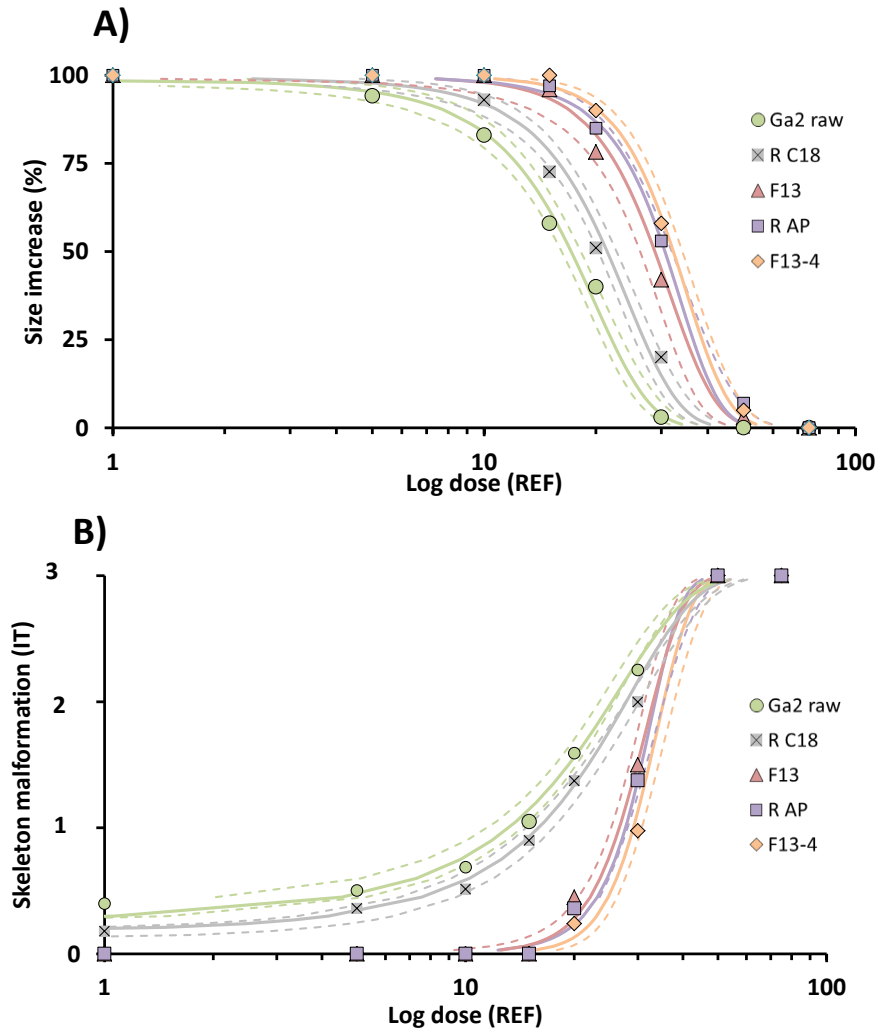 A)
100
75
50
25
0
Size imcrease (%)
1
10
100
Log dose (REF)
Ga2 raw
R C18
F13
R AP
F13-4
B)
3
2
1
0
Skeleton malformation (IT)
1
10
100
Log dose (REF)
Ga2 raw
R C18
F13
R AP
F13-4